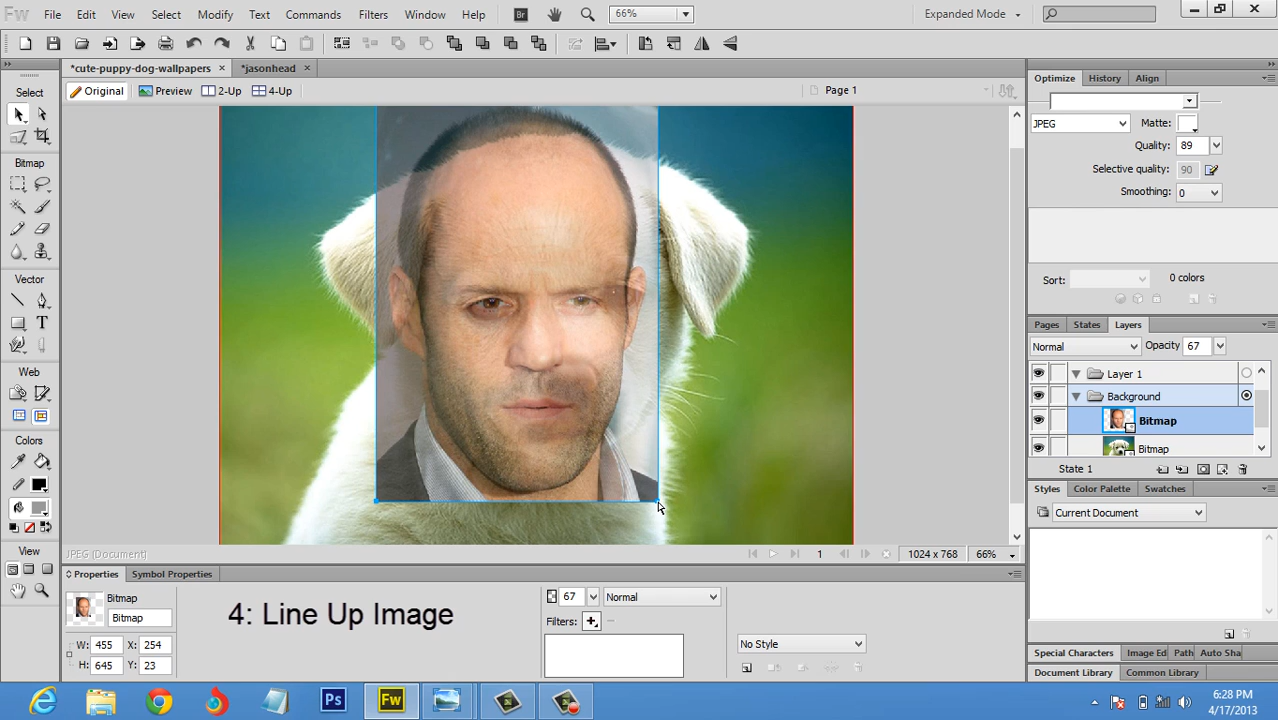 Fw File Edit View Select Modify Text Commands Filters Window Help Br 66% Expanded Mode
*cute-puppy-dog-wallpapers × *jasonhead ×
Original Preview 2-Up 4-Up Page 1
Select
Bitmap
Vector
Web
Colors
View
Optimize History Align
JPEG Matte:
Quality: 89
Selective quality: 90
Smoothing: 0
Sort: 0 colors
Pages States Layers
Normal Opacity 67
Layer 1
Background
Bitmap
Bitmap
State 1
Styles Color Palette Swatches
Current Document
Special Characters Image Ed Path Auto Sha
Document Library Common Library
JPEG (Document) 1 1024 x 768 66%
Properties Symbol Properties
Bitmap
Bitmap
W: 455 X: 254
H: 645 Y: 23
4: Line Up Image
67 Normal
Filters:
No Style
Ps Fw
6:28 PM
4/17/2013